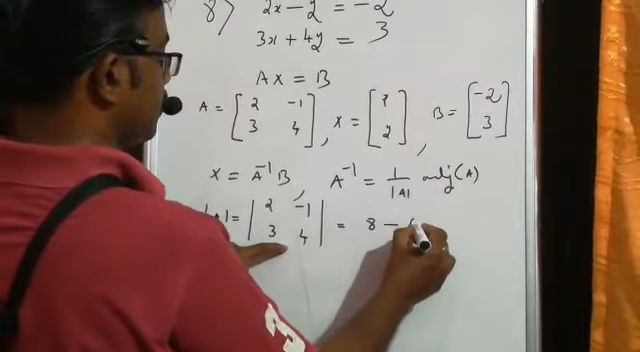 8) 2x - y = -2
3x + 4y = 3
AX = B
A = [2 -1; 3 4], X = [x; 2], B = [-2; 3]
X = A⁻¹B, A⁻¹ = 1/|A| adj(A)
|A| = |2 -1; 3 4| = 8 -